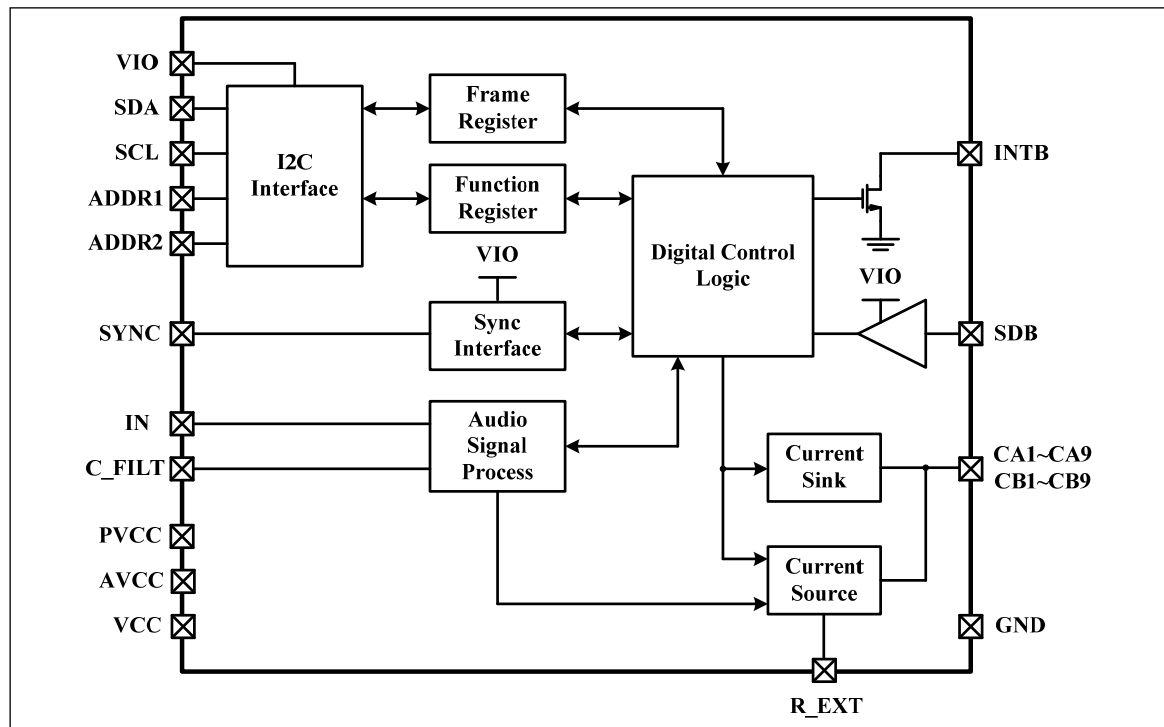 VIO
SDA
SCL
ADDR1
ADDR2
SYNC
IN
C_FILT
PVCC
AVCC
VCC
I2C
Interface
Frame
Register
Function
Register
VIO
Sync
Interface
Audio
Signal
Process
Digital Control
Logic
VIO
Current
Sink
Current
Source
INTB
SDB
CA1~CA9
CB1~CB9
GND
R_EXT